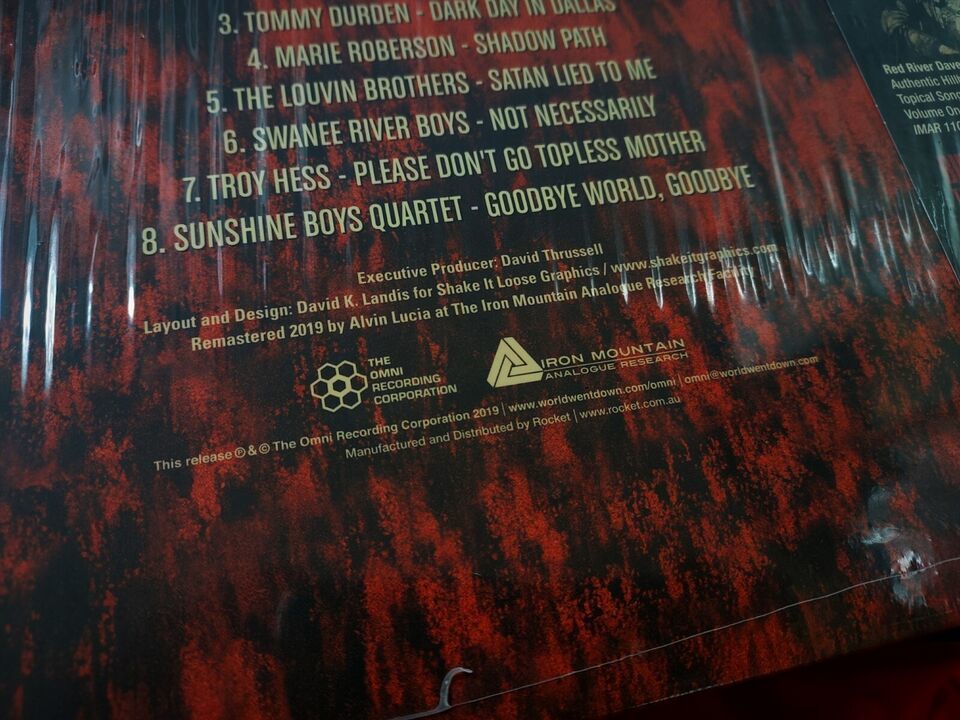 3. TOMMY DURDEN - DARK DAY IN DALLAS
4. MARIE ROBERSON - SHADOW PATH
5. THE LOUVIN BROTHERS - SATAN LIED TO ME
6. SWANEE RIVER BOYS - NOT NECESSARILY
7. TROY HESS - PLEASE DON'T GO TOPLESS MOTHER
8. SUNSHINE BOYS QUARTET - GOODBYE WORLD, GOODBYE
Executive Producer: David Thrussell
Layout and Design: David K. Landis for Shake It Loose Graphics / www.shakeitgraphics.com
Remastered 2019 by Alvin Lucia at The Iron Mountain Analogue Research Facility
THE
OMNI
RECORDING
CORPORATION
IRON MOUNTAIN
ANALOGUE RESEARCH
This release ℗ & © The Omni Recording Corporation 2019 | www.worldwentdown.com/omni | omni@worldwentdown.com
Manufactured and Distributed by Rocket | www.rocket.com.au
Red River Dave
Authentic
Topical
Volume
IMAR